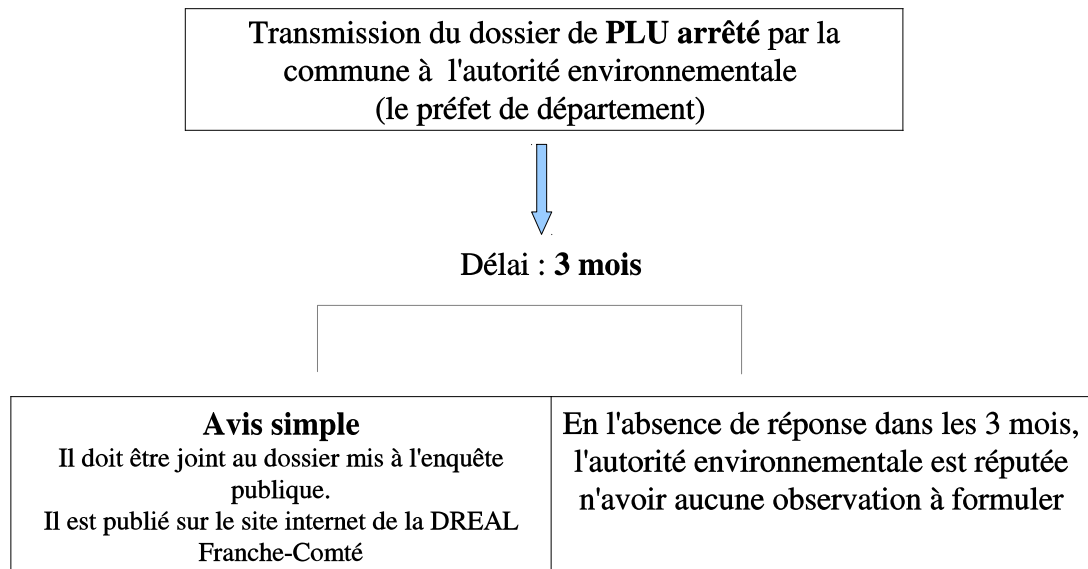 Transmission du dossier de PLU arrêté par la
commune à l'autorité environnementale
(le préfet de département)
Délai : 3 mois
Avis simple
Il doit être joint au dossier mis à l'enquête
publique.
Il est publié sur le site internet de la DREAL
Franche-Comté
En l'absence de réponse dans les 3 mois,
l'autorité environnementale est réputée
n'avoir aucune observation à formuler